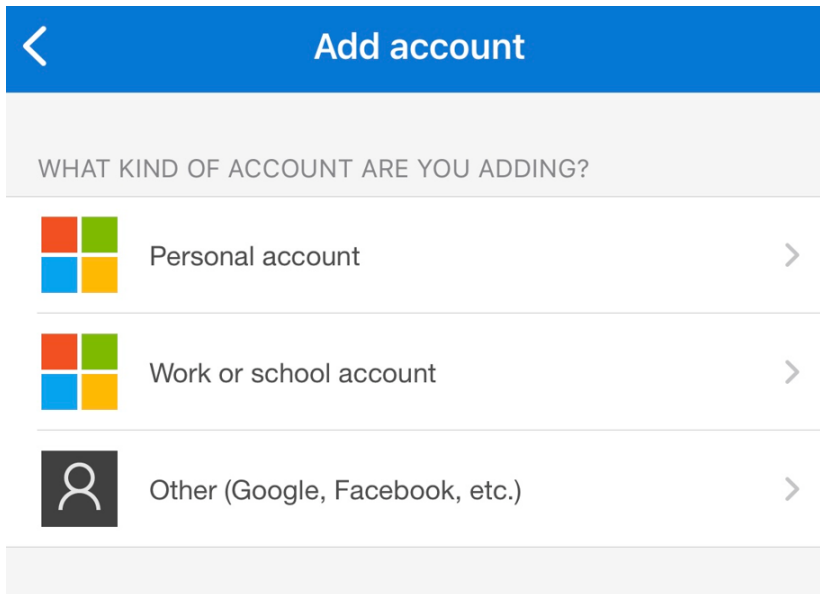 Add account
WHAT KIND OF ACCOUNT ARE YOU ADDING?
Personal account
Work or school account
Other (Google, Facebook, etc.)